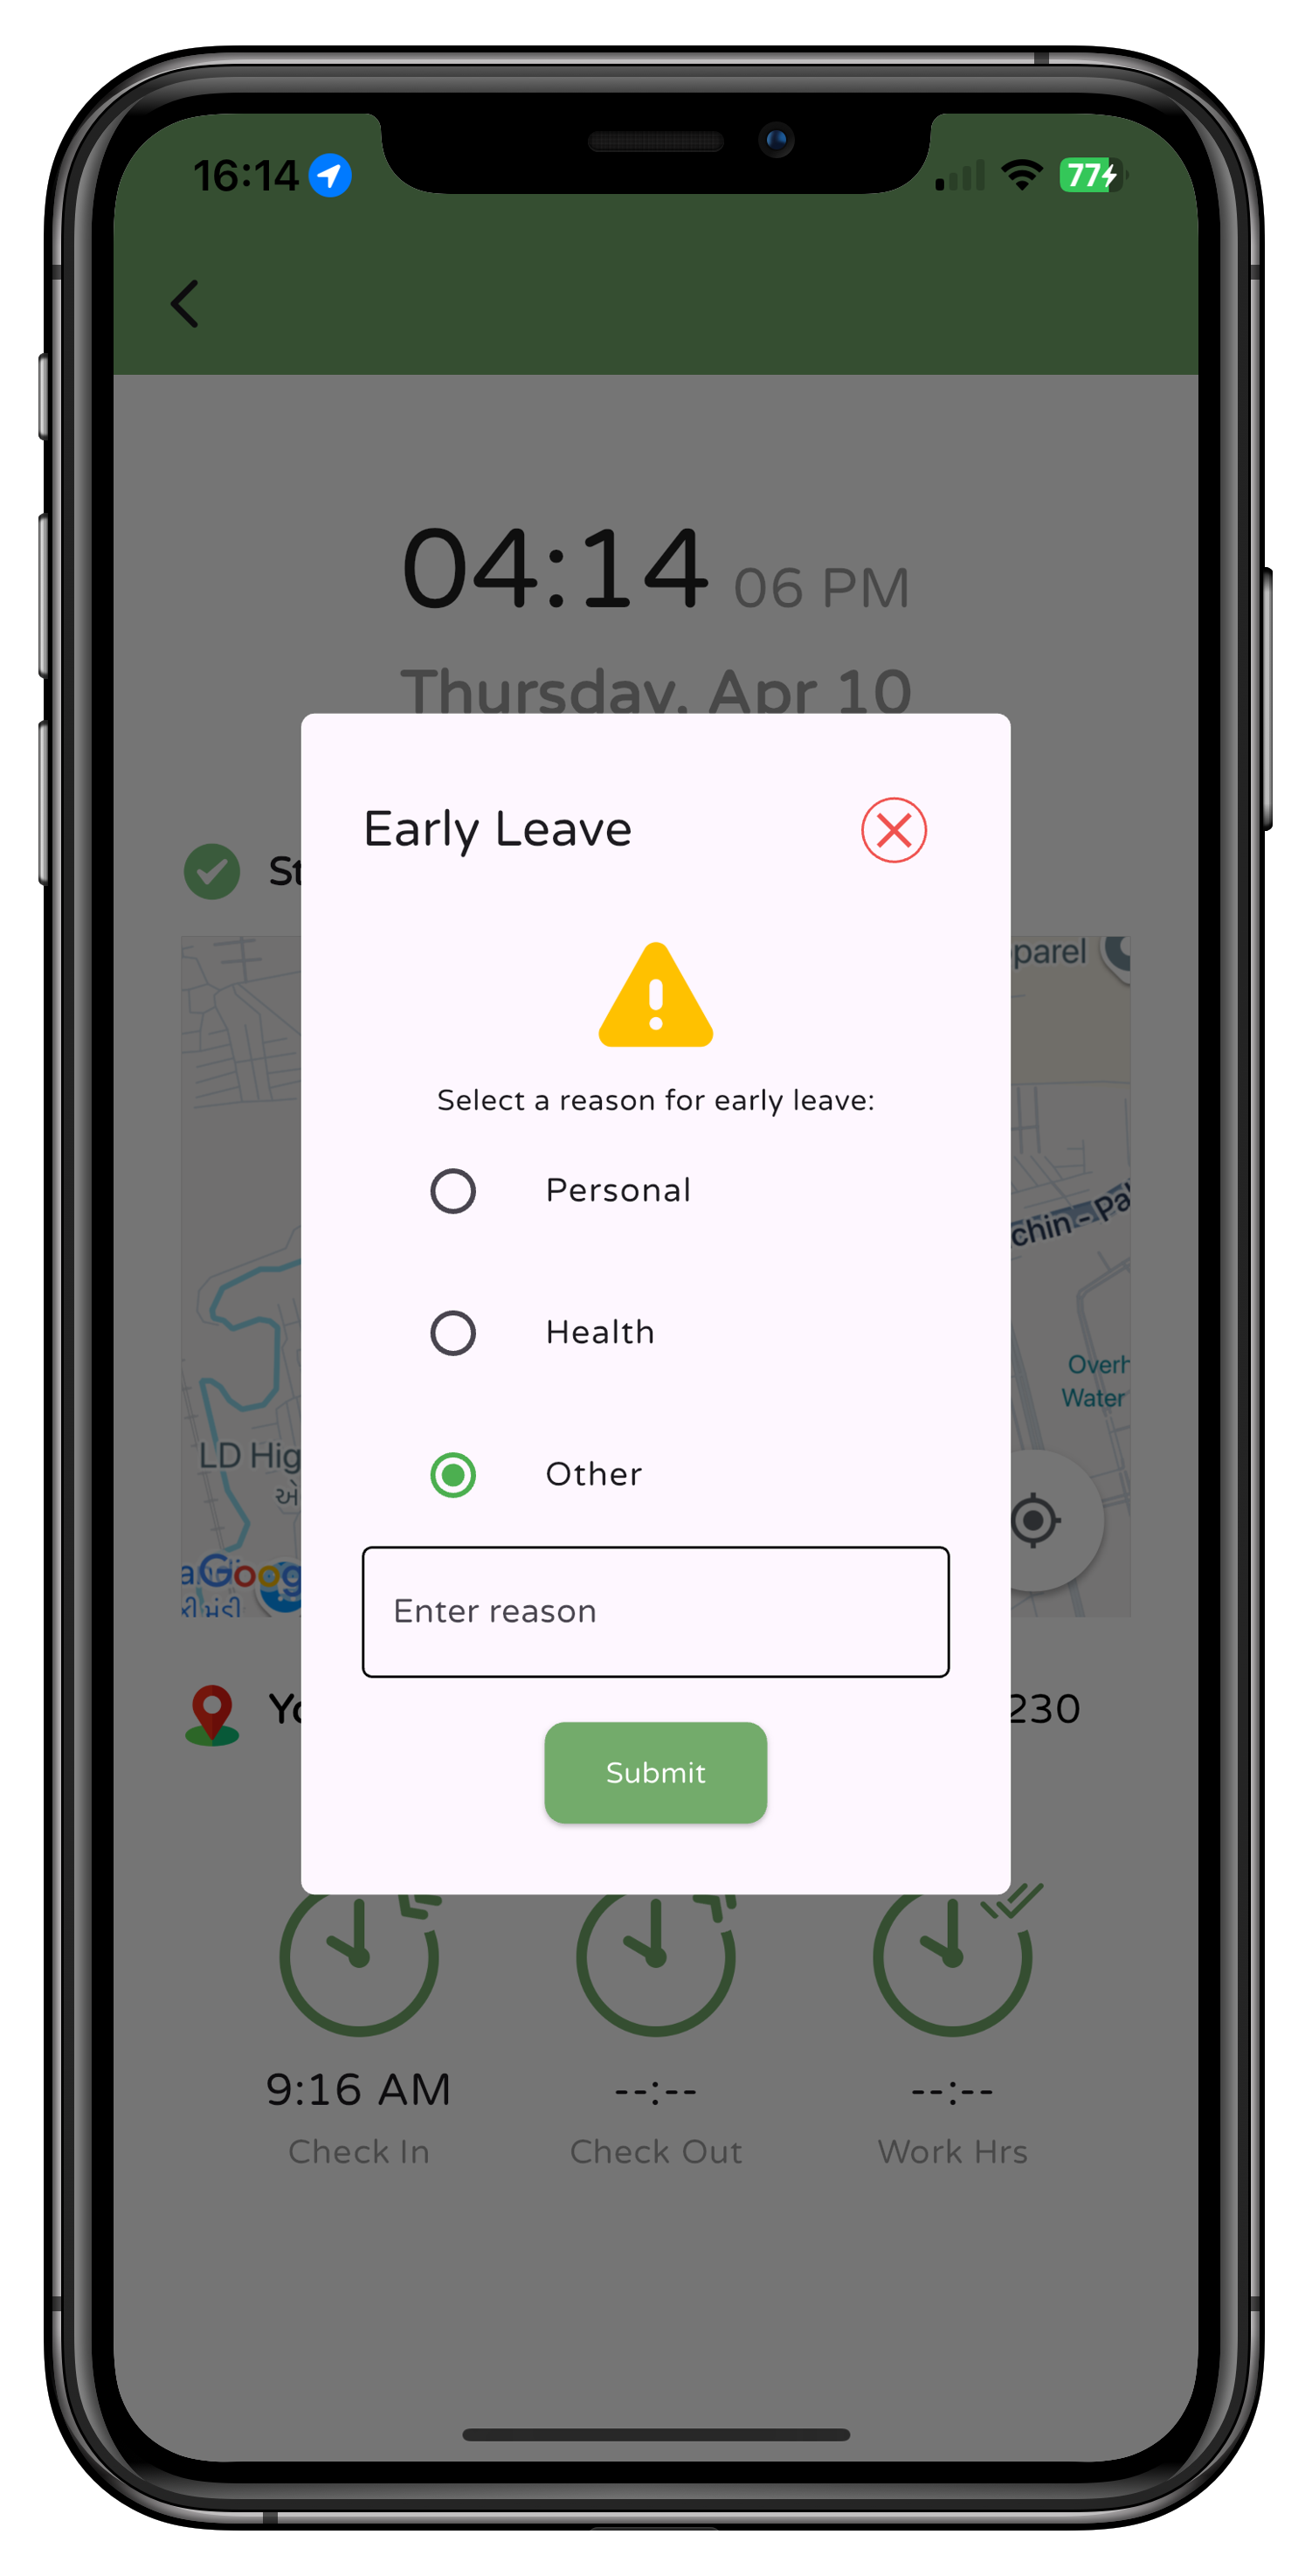 16:14
77
04:14 06 PM
Thursday, Apr 10
Early Leave
St
parel
Select a reason for early leave:
Personal
chin - Pa
Health
Overh
Water
LD Hig
Other
Goog
Enter reason
Yo
230
Submit
9:16 AM
--:--
--:--
Check In
Check Out
Work Hrs